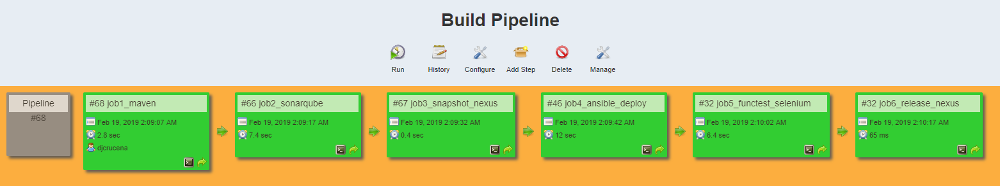 Build Pipeline
Run History Configure Add Step Delete Manage
Pipeline
#68
#68 job1_maven
Feb 19, 2019 2:09:07 AM
2.8 sec
djcrucena
#66 job2_sonarqube
Feb 19, 2019 2:09:17 AM
7.4 sec
#67 job3_snapshot_nexus
Feb 19, 2019 2:09:32 AM
0.4 sec
#46 job4_ansible_deploy
Feb 19, 2019 2:09:42 AM
12 sec
#32 job5_functest_selenium
Feb 19, 2019 2:10:02 AM
6.4 sec
#32 job6_release_nexus
Feb 19, 2019 2:10:17 AM
65 ms